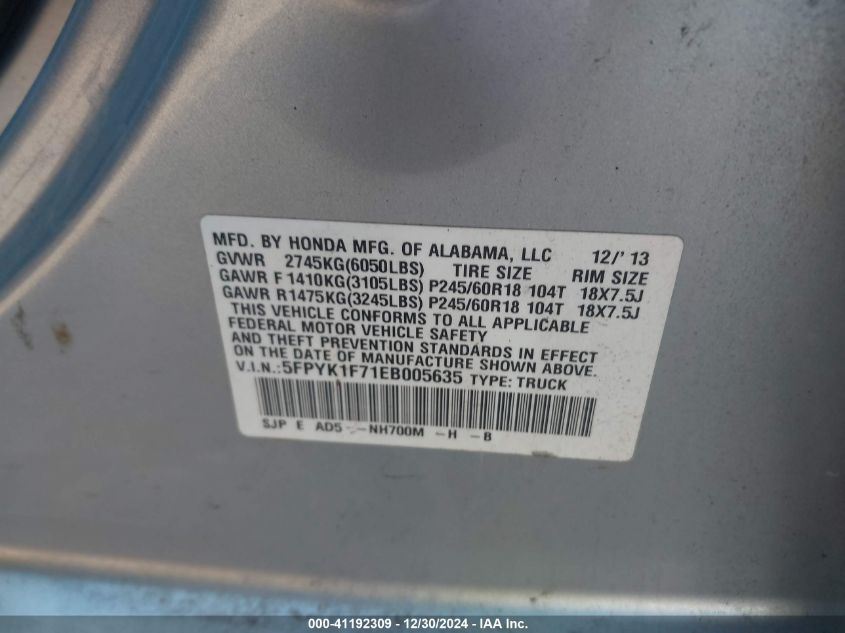 MFD. BY HONDA MFG. OF ALABAMA, LLC 12/'13
GVWR 2745KG(6050LBS) TIRE SIZE RIM SIZE
GAWR F 1410KG(3105LBS) P245/60R18 104T 18X7.5J
GAWR R 1475KG(3245LBS) P245/60R18 104T 18X7.5J
THIS VEHICLE CONFORMS TO ALL APPLICABLE
FEDERAL MOTOR VEHICLE SAFETY
AND THEFT PREVENTION STANDARDS IN EFFECT
ON THE DATE OF MANUFACTURE SHOWN ABOVE.
V.I.N.:5FPYK1F71EB005635 TYPE: TRUCK
SJP E AD5 --NH700M -H -B
000-41192309 - 12/30/2024 - IAA Inc.